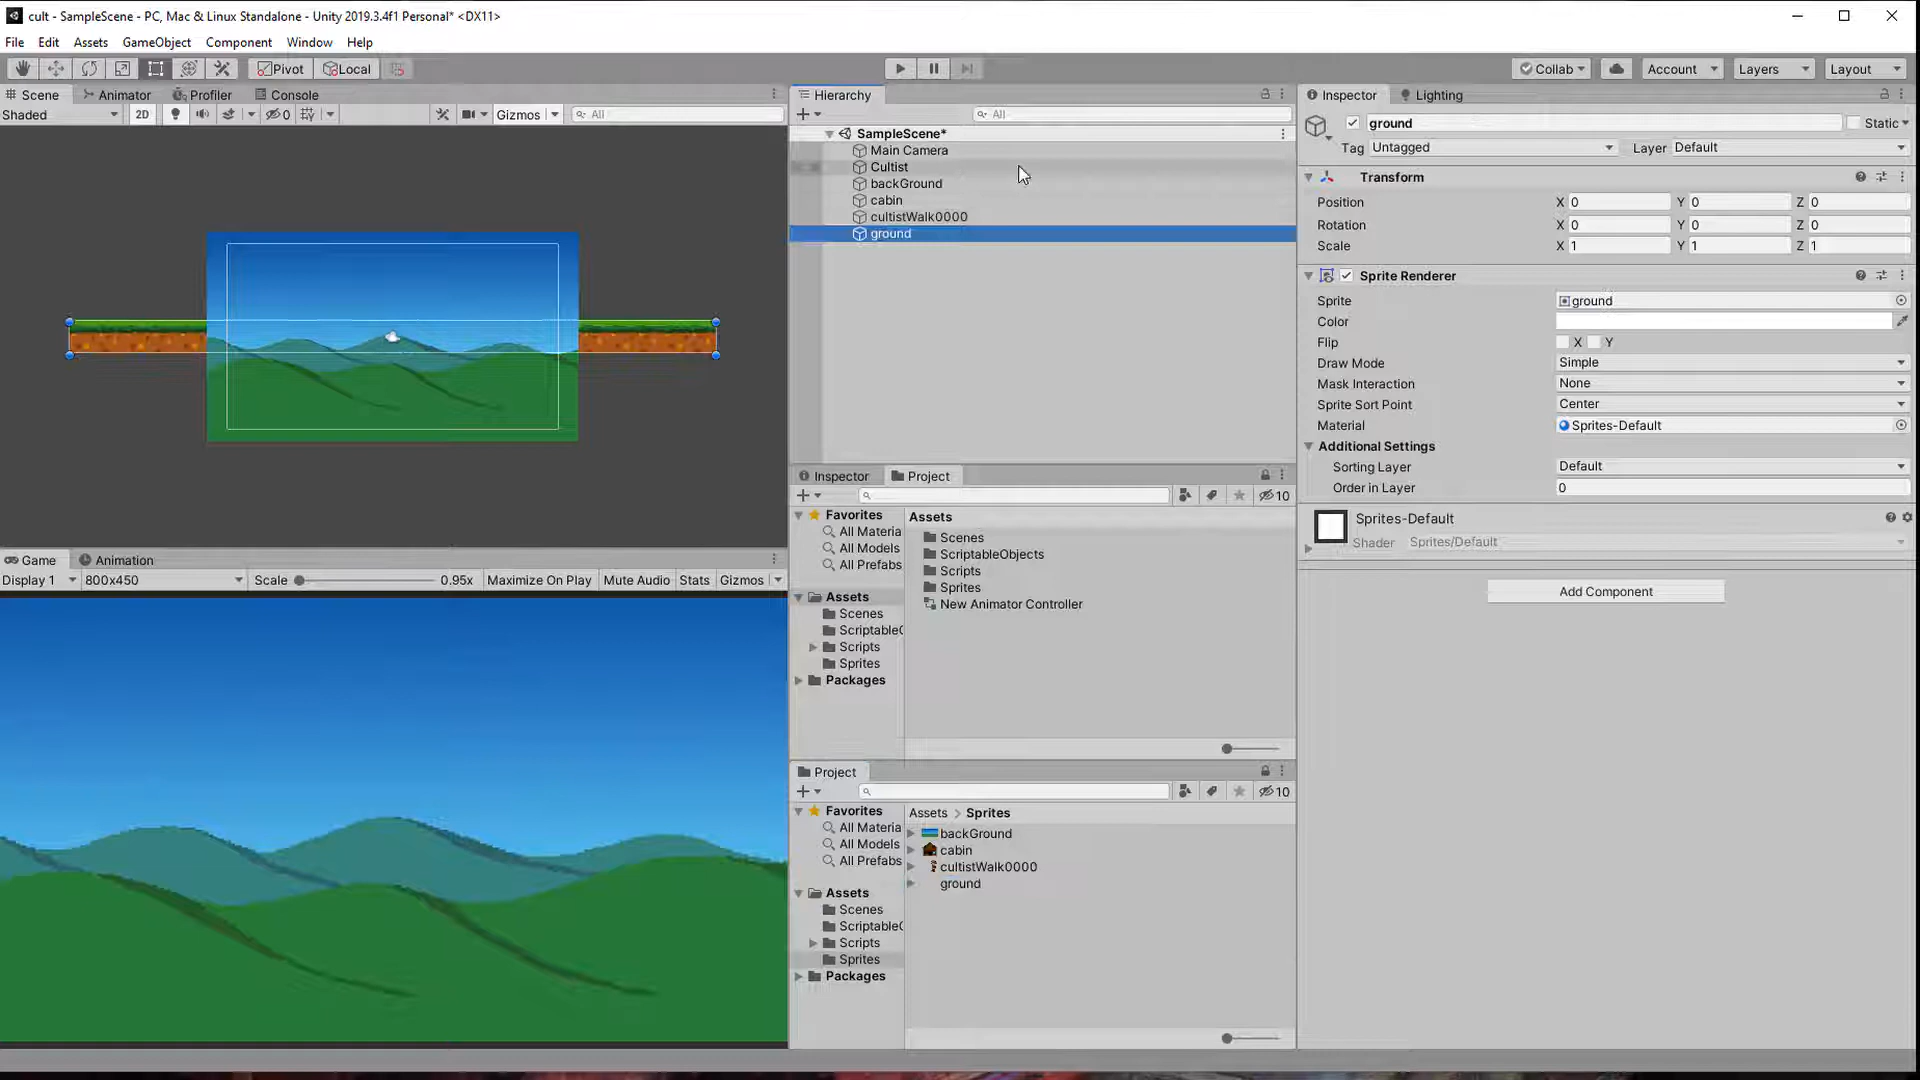 cult - SampleScene - PC, Mac & Linux Standalone - Unity 2019.3.4f1 Personal* <DX11>
File Edit Assets GameObject Component Window Help
Pivot Local Collab Account Layers Layout
Scene Animator Profiler Console
Shaded 2D 0 Gizmos All
Hierarchy
All
SampleScene*
Main Camera
Cultist
backGround
cabin
cultistWalk0000
ground
Inspector Lighting
ground Static
Tag Untagged Layer Default
Transform
Position X 0 Y 0 Z 0
Rotation X 0 Y 0 Z 0
Scale X 1 Y 1 Z 1
Sprite Renderer
Sprite ground
Color
Flip X Y
Draw Mode Simple
Mask Interaction None
Sprite Sort Point Center
Material Sprites-Default
Additional Settings
Sorting Layer Default
Order in Layer 0
Sprites-Default
Shader Sprites/Default
Add Component
Inspector Project
10
Favorites
All Materia
All Models
All Prefabs
Assets
Scenes
Scriptable(
Scripts
Sprites
Packages
Assets
Scenes
ScriptableObjects
Scripts
Sprites
New Animator Controller
Game Animation
Display 1 800x450 Scale 0.95x Maximize On Play Mute Audio Stats Gizmos
Project
10
Favorites
All Materia
All Models
All Prefabs
Assets
Scenes
Scriptable(
Scripts
Sprites
Packages
Assets > Sprites
backGround
cabin
cultistWalk0000
ground